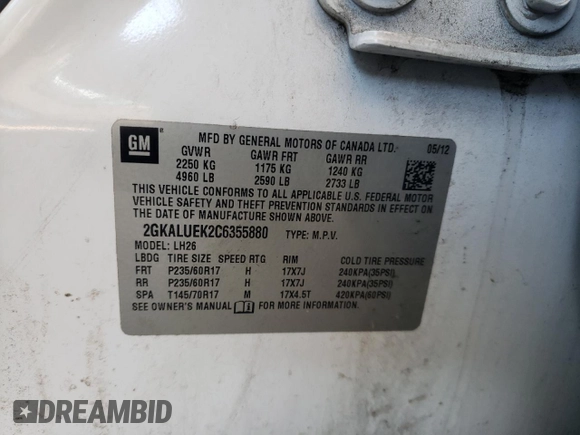 GM
MFD BY GENERAL MOTORS OF CANADA LTD. 05/12
GVWR GAWR FRT GAWR RR
2250 KG 1175 KG 1240 KG
4960 LB 2590 LB 2733 LB
THIS VEHICLE CONFORMS TO ALL APPLICABLE U.S. FEDERAL MOTOR
VEHICLE SAFETY AND THEFT PREVENTION STANDARDS IN EFFECT ON
THE DATE OF MANUFACTURE SHOWN ABOVE.
2GKALUEK2C6355880 TYPE: M.P.V.
MODEL: LH26
LBDG TIRE SIZE SPEED RTG RIM COLD TIRE PRESSURE
FRT P235/60R17 H 17X7J 240KPA(35PSI)
RR P235/60R17 H 17X7J 240KPA(35PSI)
SPA T145/70R17 M 17X4.5T 420KPA(60PSI)
SEE OWNER'S MANUAL FOR MORE INFORMATION.
DREAMBID